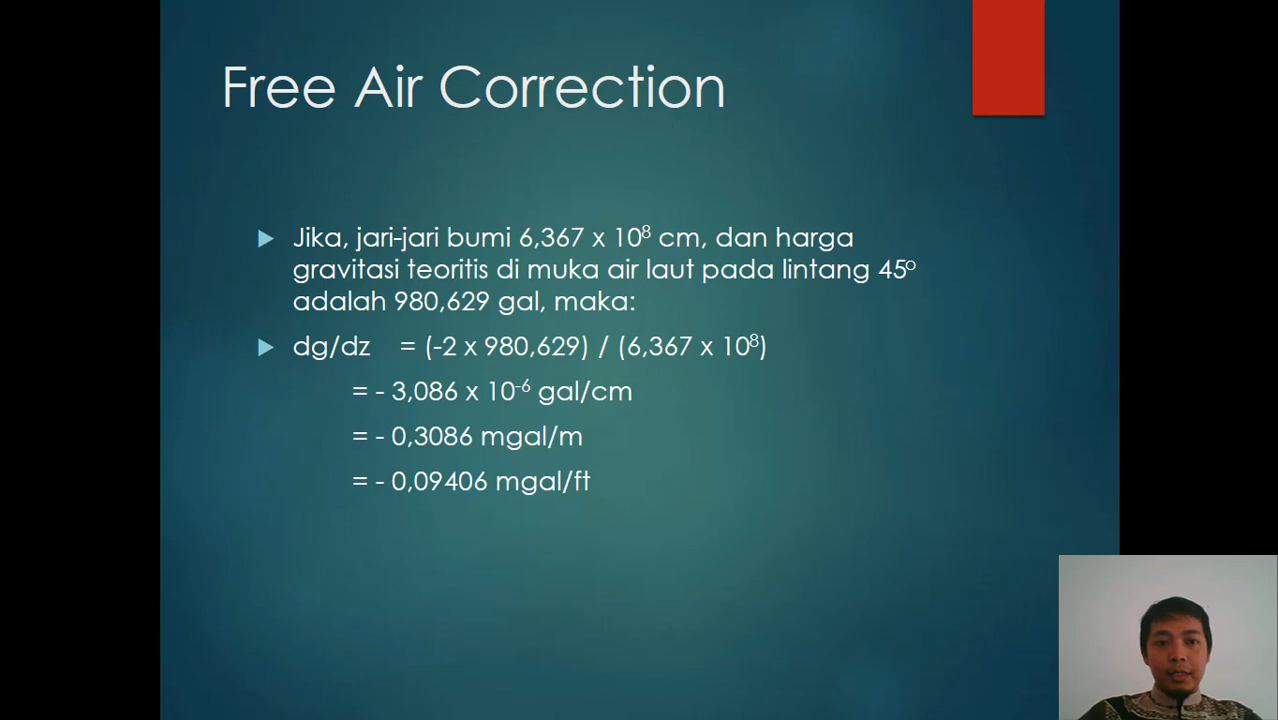 Free Air Correction
Jika, jari-jari bumi 6,367 x 10⁸ cm, dan harga
gravitasi teoritis di muka air laut pada lintang 45º
adalah 980,629 gal, maka:
dg/dz = (-2 x 980,629) / (6,367 x 10⁸)
= - 3,086 x 10⁻⁶ gal/cm
= - 0,3086 mgal/m
= - 0,09406 mgal/ft